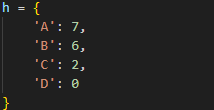 h = {
    'A': 7,
    'B': 6,
    'C': 2,
    'D': 0
}